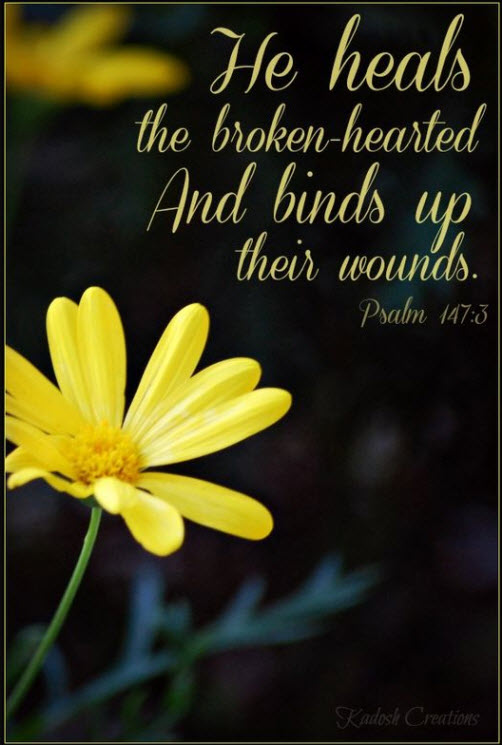 He heals
the broken-hearted
And binds up
their wounds.
Psalm 147:3
Kadosh Creations